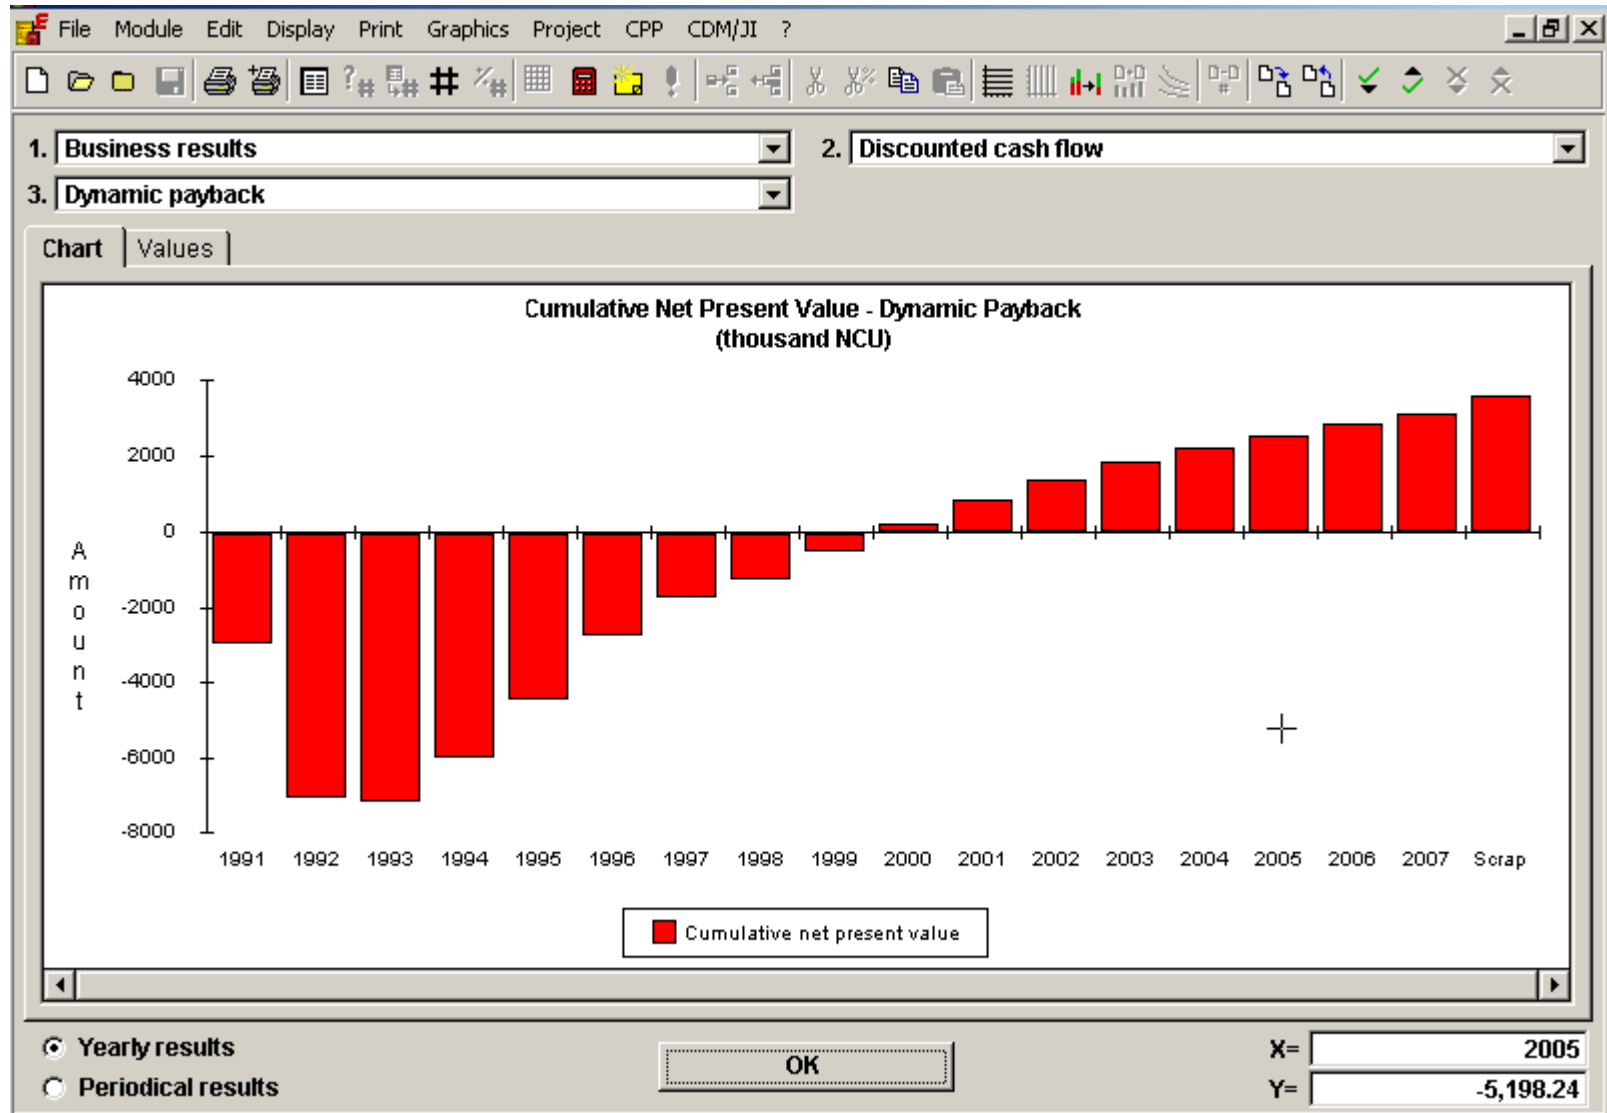 File Module Edit Display Print Graphics Project CPP CDM/JI ?
1. Business results
2. Discounted cash flow
3. Dynamic payback
Chart Values
Cumulative Net Present Value - Dynamic Payback
(thousand NCU)
4000
2000
0
-2000
-4000
-6000
-8000
Amount
1991 1992 1993 1994 1995 1996 1997 1998 1999 2000 2001 2002 2003 2004 2005 2006 2007 Scrap
Cumulative net present value
Yearly results
Periodical results
OK
X= 2005
Y= -5,198.24